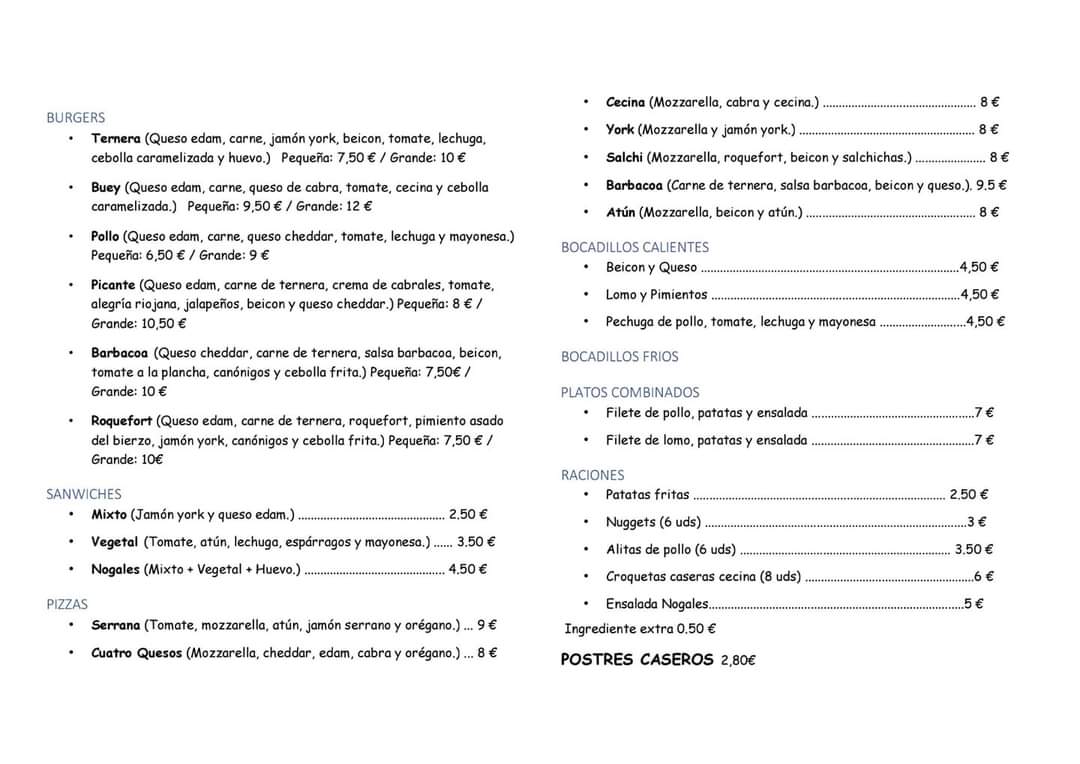 BURGERS
• Ternera (Queso edam, carne, jamón york, beicon, tomate, lechuga,
cebolla caramelizada y huevo.) Pequeña: 7,50 € / Grande: 10 €
• Buey (Queso edam, carne, queso de cabra, tomate, cecina y cebolla
caramelizada.) Pequeña: 9,50 € / Grande: 12 €
• Pollo (Queso edam, carne, queso cheddar, tomate, lechuga y mayonesa.)
Pequeña: 6,50 € / Grande: 9 €
• Picante (Queso edam, carne de ternera, crema de cabrales, tomate,
alegría riojana, jalapeños, beicon y queso cheddar.) Pequeña: 8 € /
Grande: 10,50 €
• Barbacoa (Queso cheddar, carne de ternera, salsa barbacoa, beicon,
tomate a la plancha, canónigos y cebolla frita.) Pequeña: 7,50€ /
Grande: 10 €
• Roquefort (Queso edam, carne de ternera, roquefort, pimiento asado
del bierzo, jamón york, canónigos y cebolla frita.) Pequeña: 7,50 € /
Grande: 10€
SANWICHES
• Mixto (Jamón york y queso edam.) .............................................. 2.50 €
• Vegetal (Tomate, atún, lechuga, espárragos y mayonesa.) ...... 3.50 €
• Nogales (Mixto + Vegetal + Huevo.) ............................................ 4.50 €
PIZZAS
• Serrana (Tomate, mozzarella, atún, jamón serrano y orégano.) ... 9 €
• Cuatro Quesos (Mozzarella, cheddar, edam, cabra y orégano.) ... 8 €
• Cecina (Mozzarella, cabra y cecina.) ................................................ 8 €
• York (Mozzarella y jamón york.) ....................................................... 8 €
• Salchi (Mozzarella, roquefort, beicon y salchichas.) ...................... 8 €
• Barbacoa (Carne de ternera, salsa barbacoa, beicon y queso.). 9.5 €
• Atún (Mozzarella, beicon y atún.) ..................................................... 8 €
BOCADILLOS CALIENTES
• Beicon y Queso .................................................................................4,50 €
• Lomo y Pimientos ..............................................................................4,50 €
• Pechuga de pollo, tomate, lechuga y mayonesa ...........................4,50 €
BOCADILLOS FRIOS
PLATOS COMBINADOS
• Filete de pollo, patatas y ensalada ...................................................7 €
• Filete de lomo, patatas y ensalada ...................................................7 €
RACIONES
• Patatas fritas ............................................................................... 2.50 €
• Nuggets (6 uds) ..................................................................................3 €
• Alitas de pollo (6 uds) .................................................................. 3.50 €
• Croquetas caseras cecina (8 uds) .....................................................6 €
• Ensalada Nogales................................................................................5 €
Ingrediente extra 0.50 €
POSTRES CASEROS 2,80€